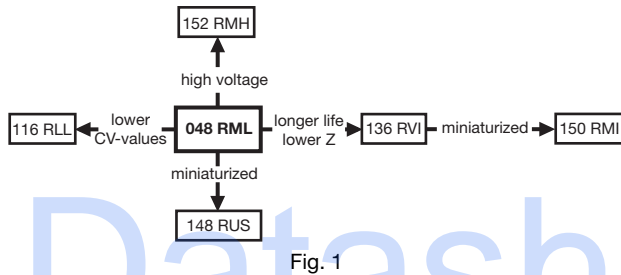 152 RMH
high voltage
116 RLL
lower
CV-values
048 RML
longer life
lower Z
136 RVI
miniaturized
150 RMI
miniaturized
148 RUS
Fig. 1
Datash